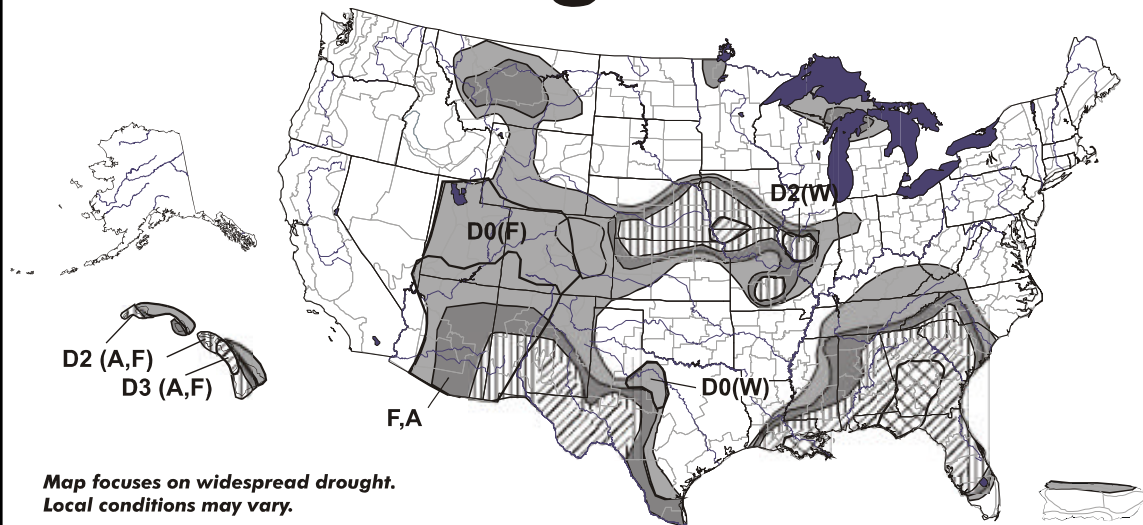 D2(W)
D0(F)
D2 (A,F)
D3 (A,F)
D0(W)
F,A
Map focuses on widespread drought.
Local conditions may vary.